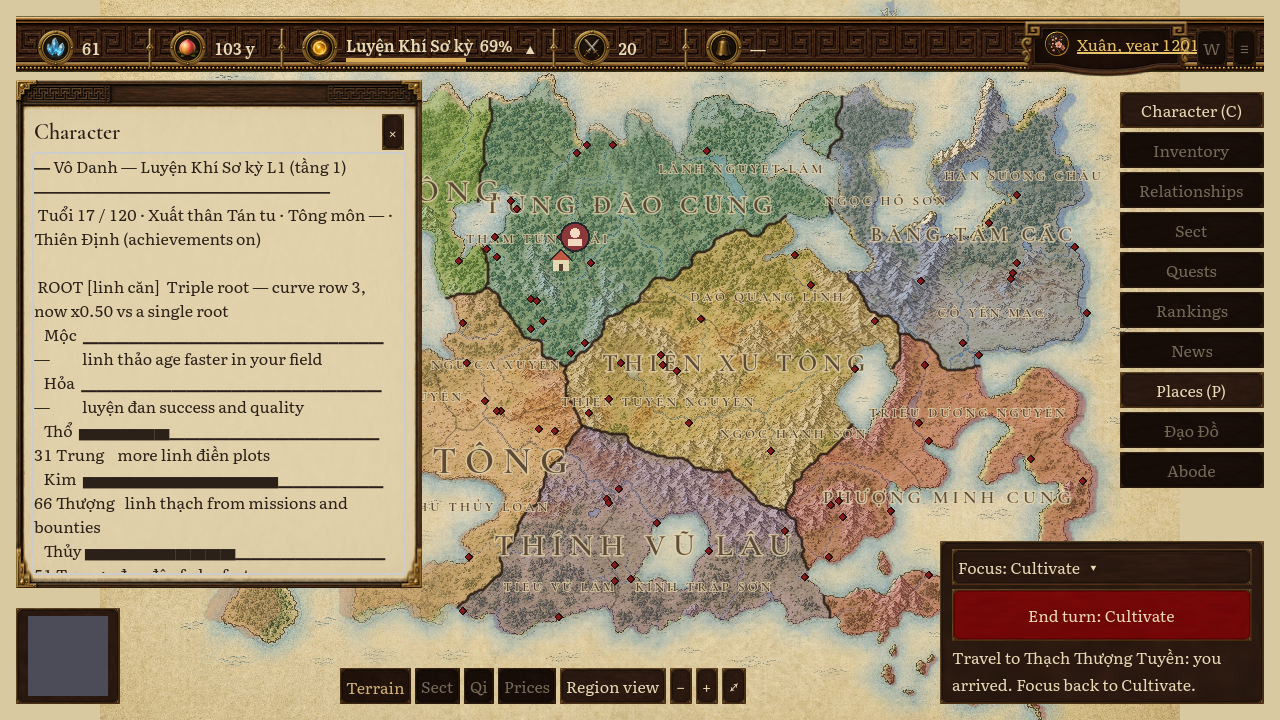 61
103 y
Luyện Khí Sơ kỳ 69% ▲
20
—
Xuân, year 1201
W
≡
Character
×
— Vô Danh — Luyện Khí Sơ kỳ L1 (tầng 1)
Tuổi 17 / 120 · Xuất thân Tán tu · Tông môn — ·
Thiên Định (achievements on)
ROOT [linh căn] Triple root — curve row 3,
now x0.50 vs a single root
Mộc
— linh thảo age faster in your field
Hỏa
— luyện đan success and quality
Thổ
31 Trung more linh điền plots
Kim
66 Thượng linh thạch from missions and
bounties
Thủy
Character (C)
Inventory
Relationships
Sect
Quests
Rankings
News
Places (P)
Đạo Đồ
Abode
LÃNH NGUYỆT LÂM
HÀN SƯƠNG CHÂU
NGỌC HỒ SƠN
BĂNG TÂM CÁC
CÔ YÊN MẠC
ĐAO QUANG LĨNH
THIÊN XU TÔNG
THIÊN TUYỀN NGUYÊN
NGỌC HÀNH SƠN
TRIỀU DƯƠNG NGUYÊN
PHƯỢNG MINH CUNG
TÔNG
THÍNH VŨ LÂU
TIÊU VŨ LÂM
KÍNH TRẠP SƠN
Focus: Cultivate ▾
End turn: Cultivate
Travel to Thạch Thượng Tuyền: you
arrived. Focus back to Cultivate.
Terrain
Sect
Qi
Prices
Region view
−
+
⤢